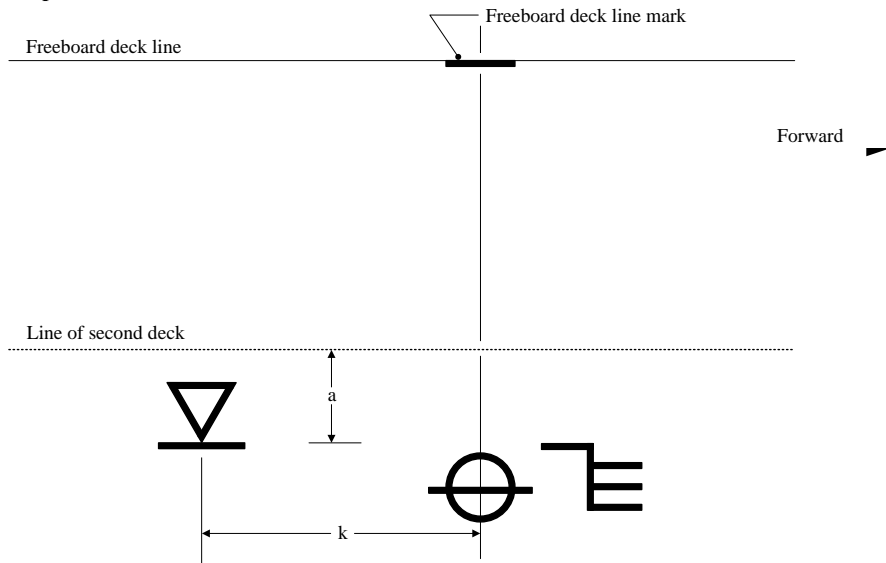 Freeboard deck line mark
Freeboard deck line
Forward
Line of second deck
a
k